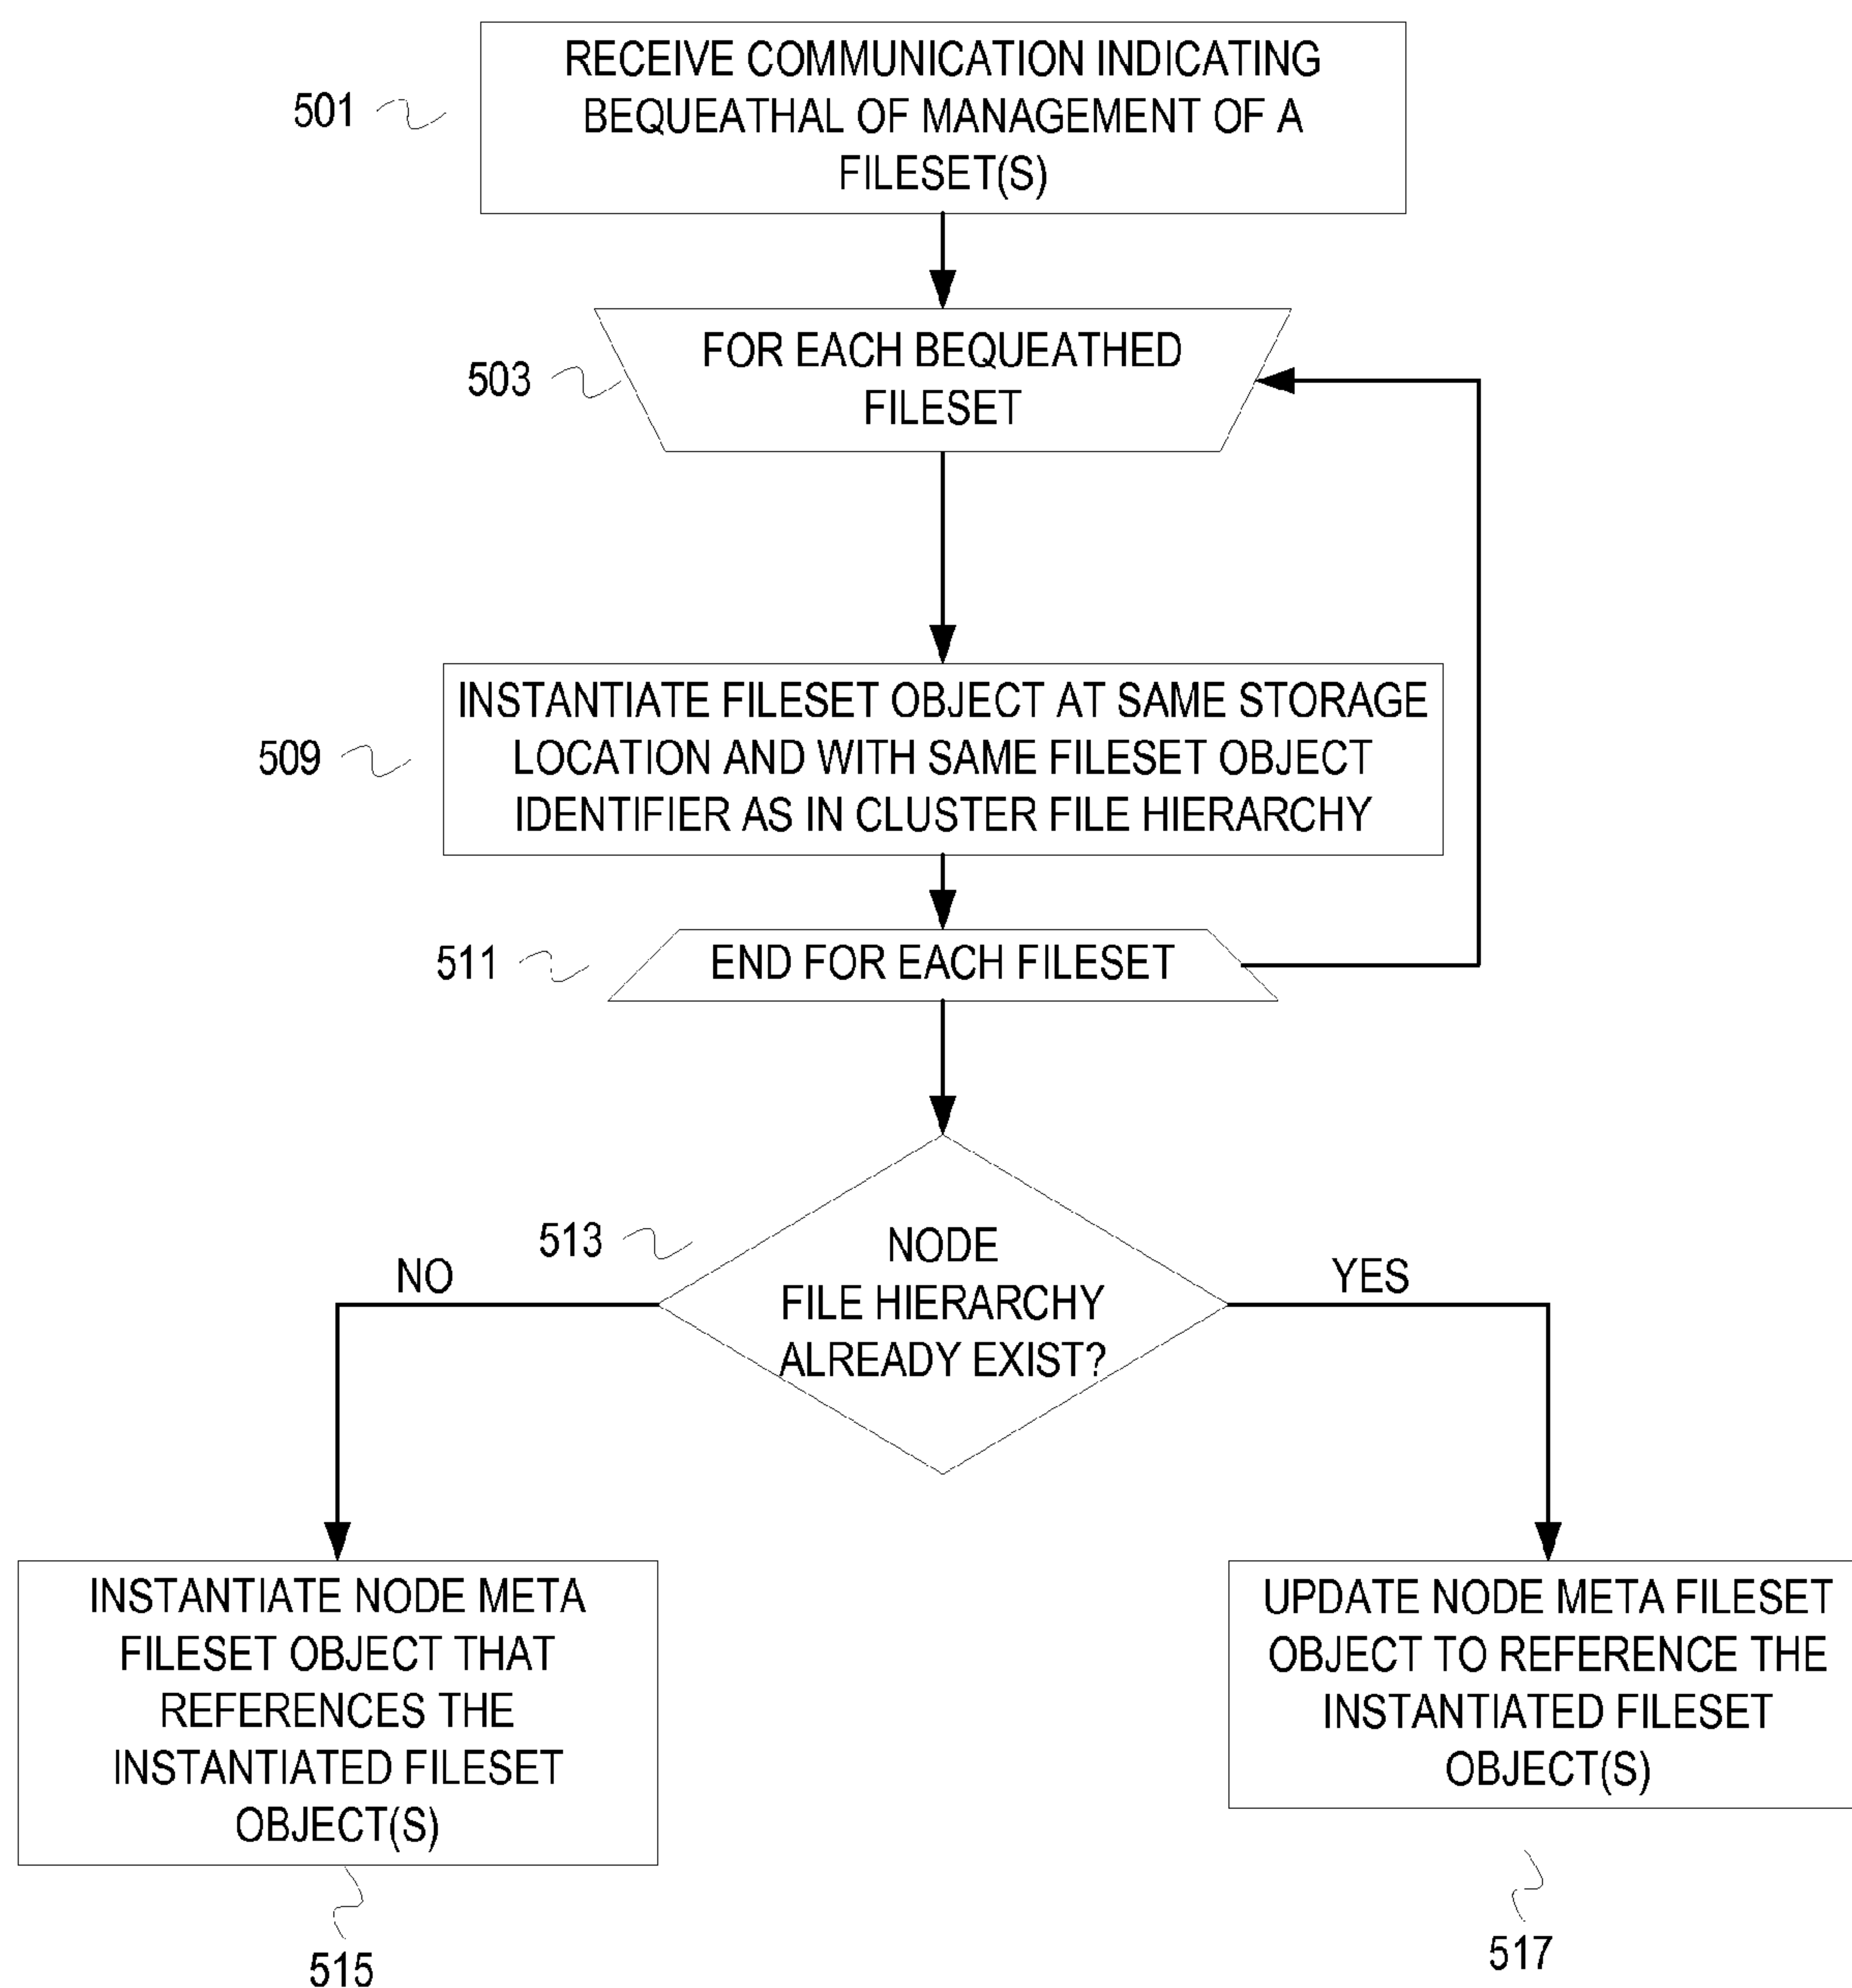 RECEIVE COMMUNICATION INDICATING
BEQUEATHAL OF MANAGEMENT OF A
FILESET(S)
501
FOR EACH BEQUEATHED
FILESET
503
INSTANTIATE FILESET OBJECT AT SAME STORAGE
LOCATION AND WITH SAME FILESET OBJECT
IDENTIFIER AS IN CLUSTER FILE HIERARCHY
509
END FOR EACH FILESET
511
513
NODE
FILE HIERARCHY
ALREADY EXIST?
NO
YES
INSTANTIATE NODE META
FILESET OBJECT THAT
REFERENCES THE
INSTANTIATED FILESET
OBJECT(S)
515
UPDATE NODE META FILESET
OBJECT TO REFERENCE THE
INSTANTIATED FILESET
OBJECT(S)
517